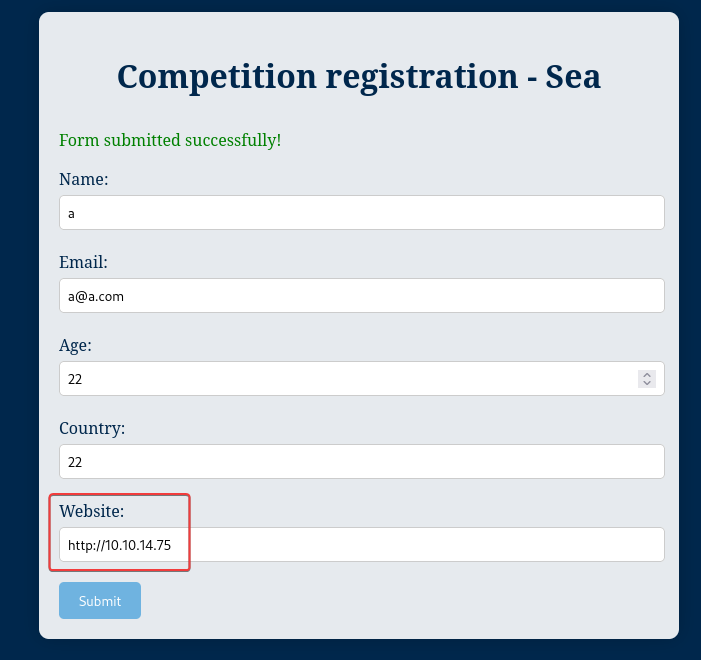 Competition registration - Sea
Form submitted successfully!
Name:
a
Email:
a@a.com
Age:
22
Country:
22
Website:
http://10.10.14.75
Submit